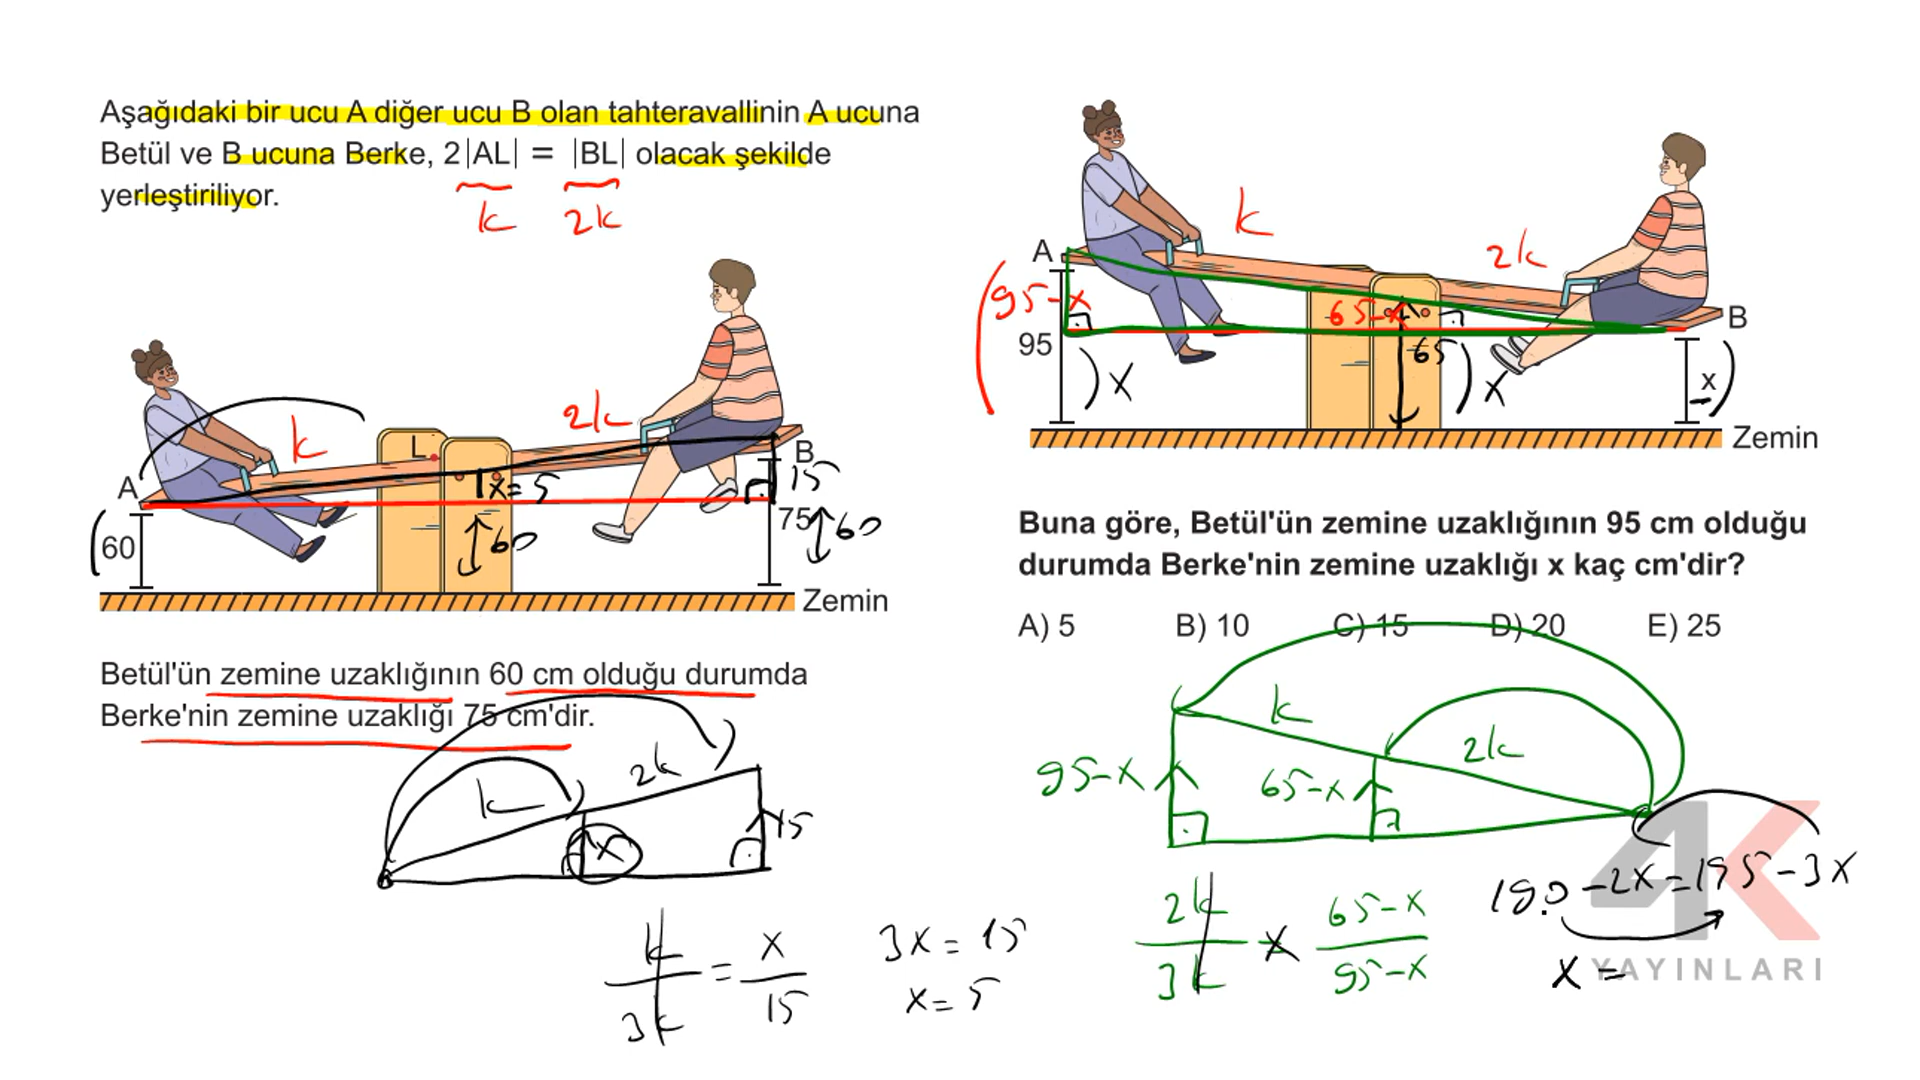 Aşağıdaki bir ucu A diğer ucu B olan tahteravallinin A ucuna
Betül ve B ucuna Berke, 2|AL| = |BL| olacak şekilde
yerleştiriliyor.
k 2k
k 2k
L
A B
x=5
15
60 60 75 60
Zemin
Betül'ün zemine uzaklığının 60 cm olduğu durumda
Berke'nin zemine uzaklığı 75 cm'dir.
k 2k
x 15
k/3k = x/15
3x = 15
x = 5
k 2k
A B
95-x 65-x
95 x 65 x x
Zemin
Buna göre, Betül'ün zemine uzaklığının 95 cm olduğu
durumda Berke'nin zemine uzaklığı x kaç cm'dir?
A) 5 B) 10 C) 15 D) 20 E) 25
k 2k
95-x 65-x
2k/3k = 65-x/95-x
190-2x=195-3x
x =
4K
YAYINLARI